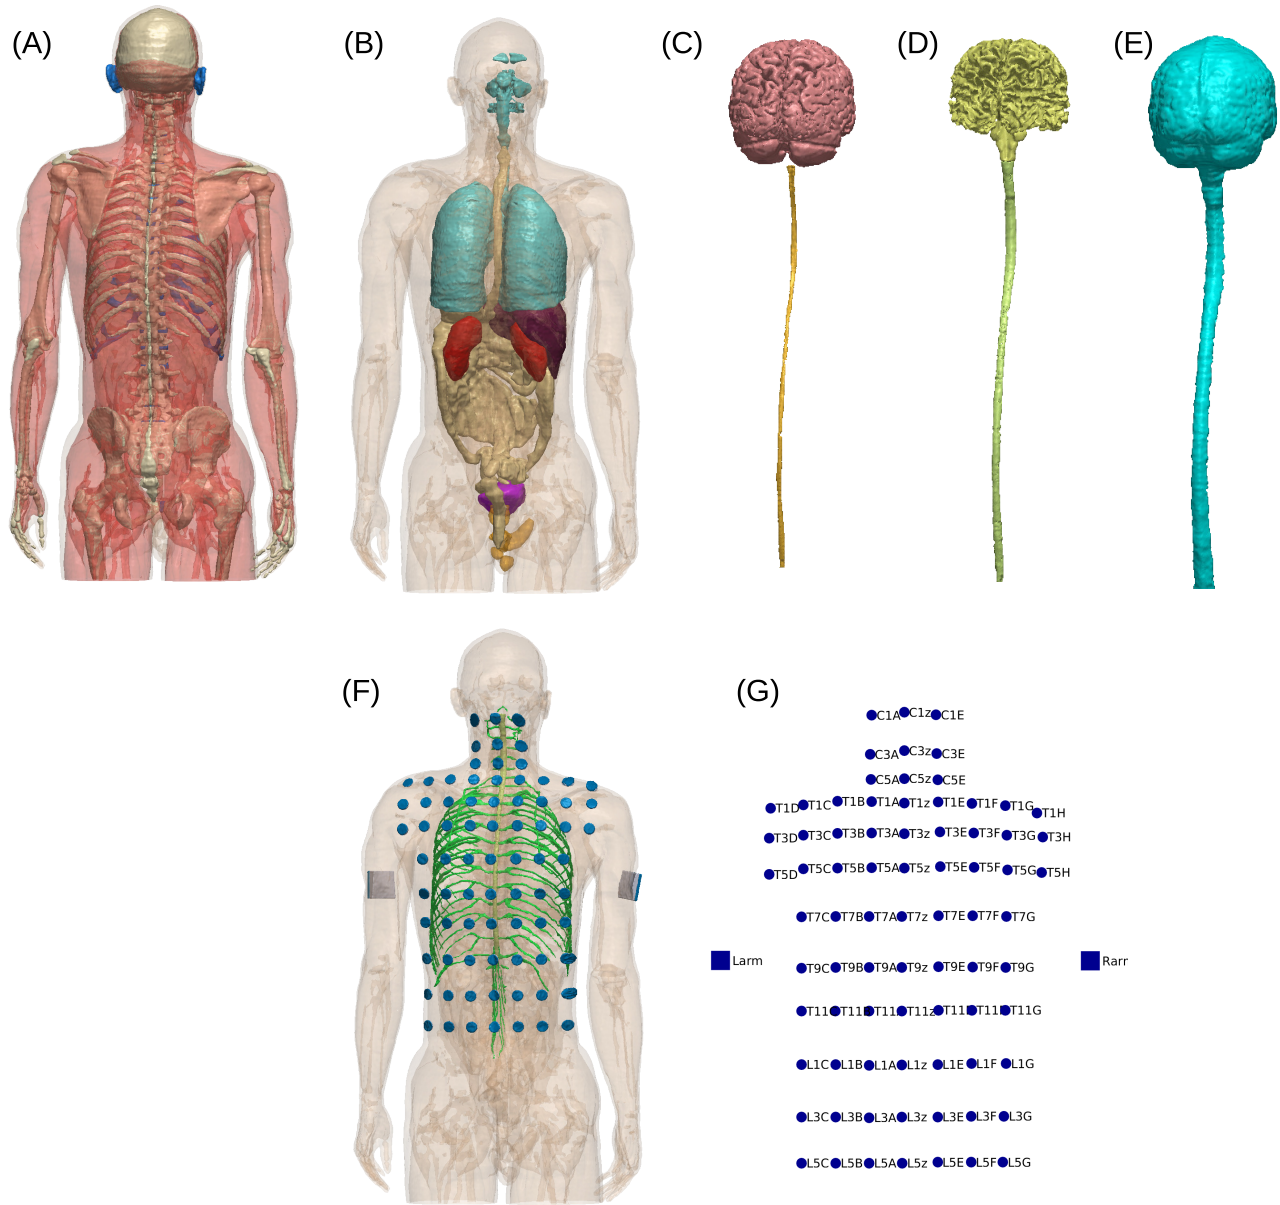 (A) (B) (C) (D) (E)
(F) (G)
C1A C1z C1E
C3A C3z C3E
C5A C5z C5E
T1D T1C T1B T1A T1z T1E T1F T1G T1H
T3D T3C T3B T3A T3z T3E T3F T3G T3H
T5D T5C T5B T5A T5z T5E T5F T5G T5H
T7C T7B T7A T7z T7E T7F T7G
Larm Rarr
T9C T9B T9A T9z T9E T9F T9G
T11z T11G
L1C L1B L1A L1z L1E L1F L1G
L3C L3B L3A L3z L3E L3F L3G
L5C L5B L5A L5z L5E L5F L5G